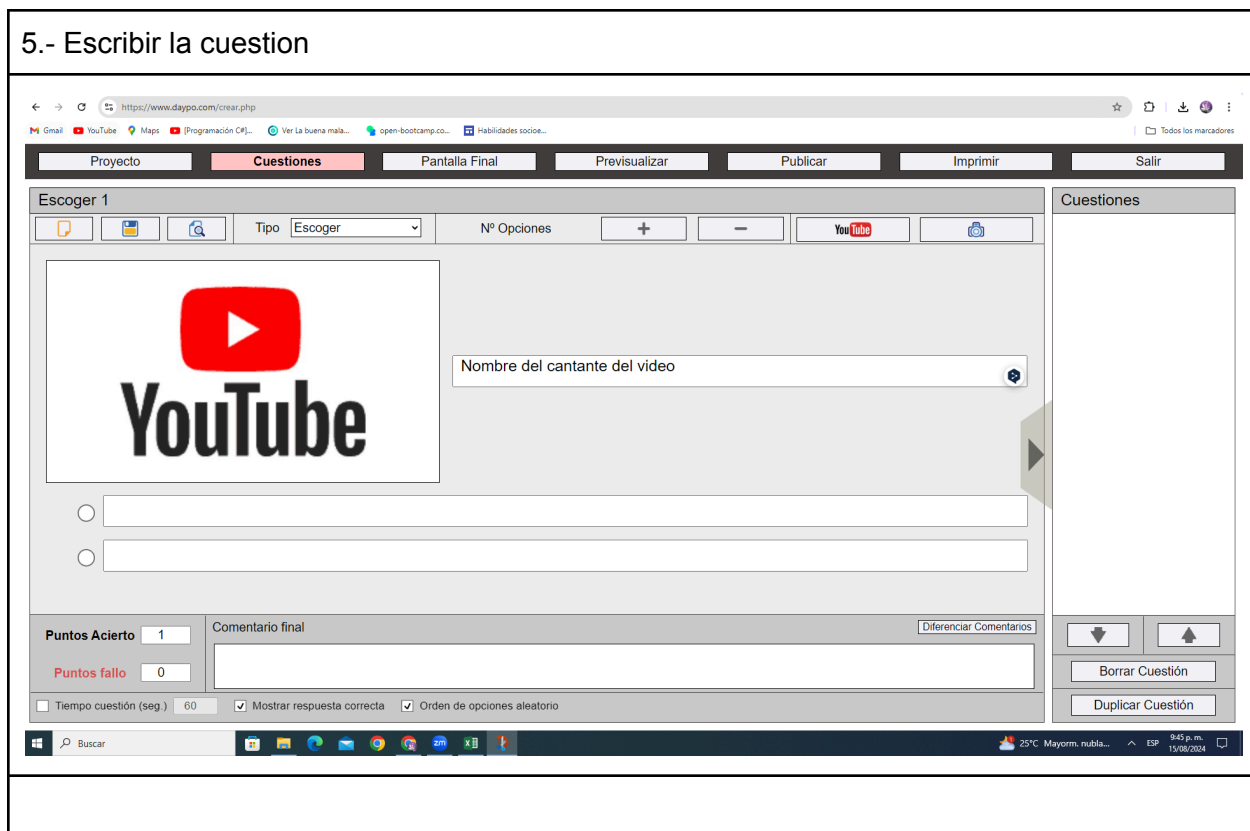 5.- Escribir la cuestion
https://www.daypo.com/crear.php
Gmail YouTube Maps [Programación C#]... Ver La buena mala... open-bootcamp.co... Habilidades socioe... Todos los marcadores
Proyecto Cuestiones Pantalla Final Previsualizar Publicar Imprimir Salir
Escoger 1
Cuestiones
Tipo Escoger Nº Opciones + − YouTube
YouTube
Nombre del cantante del video
Puntos Acierto 1
Comentario final Diferenciar Comentarios
Puntos fallo 0
Borrar Cuestión
Tiempo cuestión (seg.) 60 Mostrar respuesta correcta Orden de opciones aleatorio
Duplicar Cuestión
Buscar zm 25°C Mayorm. nubla... ESP 9:45 p. m.
15/08/2024